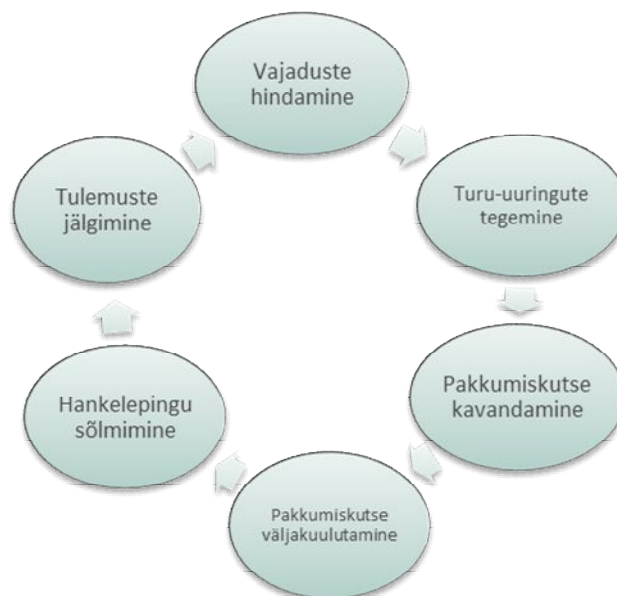 Vajaduste
hindamine
Turu-uuringute
tegemine
Pakkumiskutse
kavandamine
Pakkumiskutse
väljakuulutamine
Hankelepingu
sõlmimine
Tulemuste
jälgimine